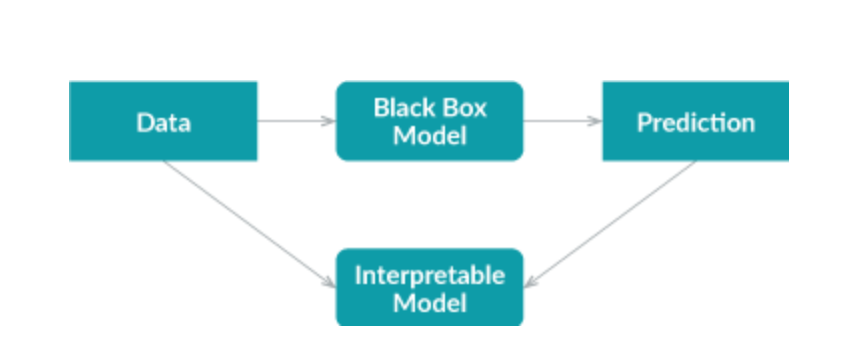 Data
Black Box
Model
Prediction
Interpretable
Model